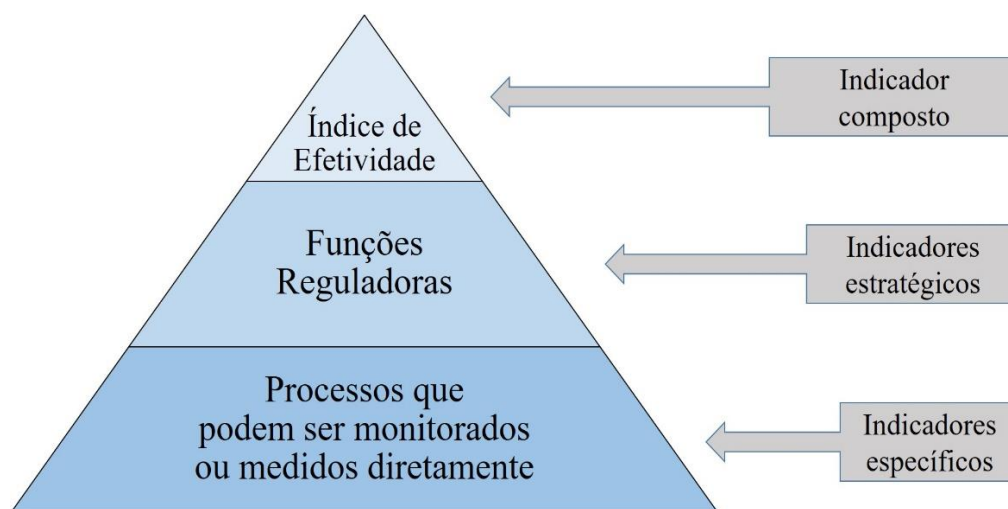 Índice de
Efetividade
Indicador
composto
Funções
Reguladoras
Indicadores
estratégicos
Processos que
podem ser monitorados
ou medidos diretamente
Indicadores
específicos